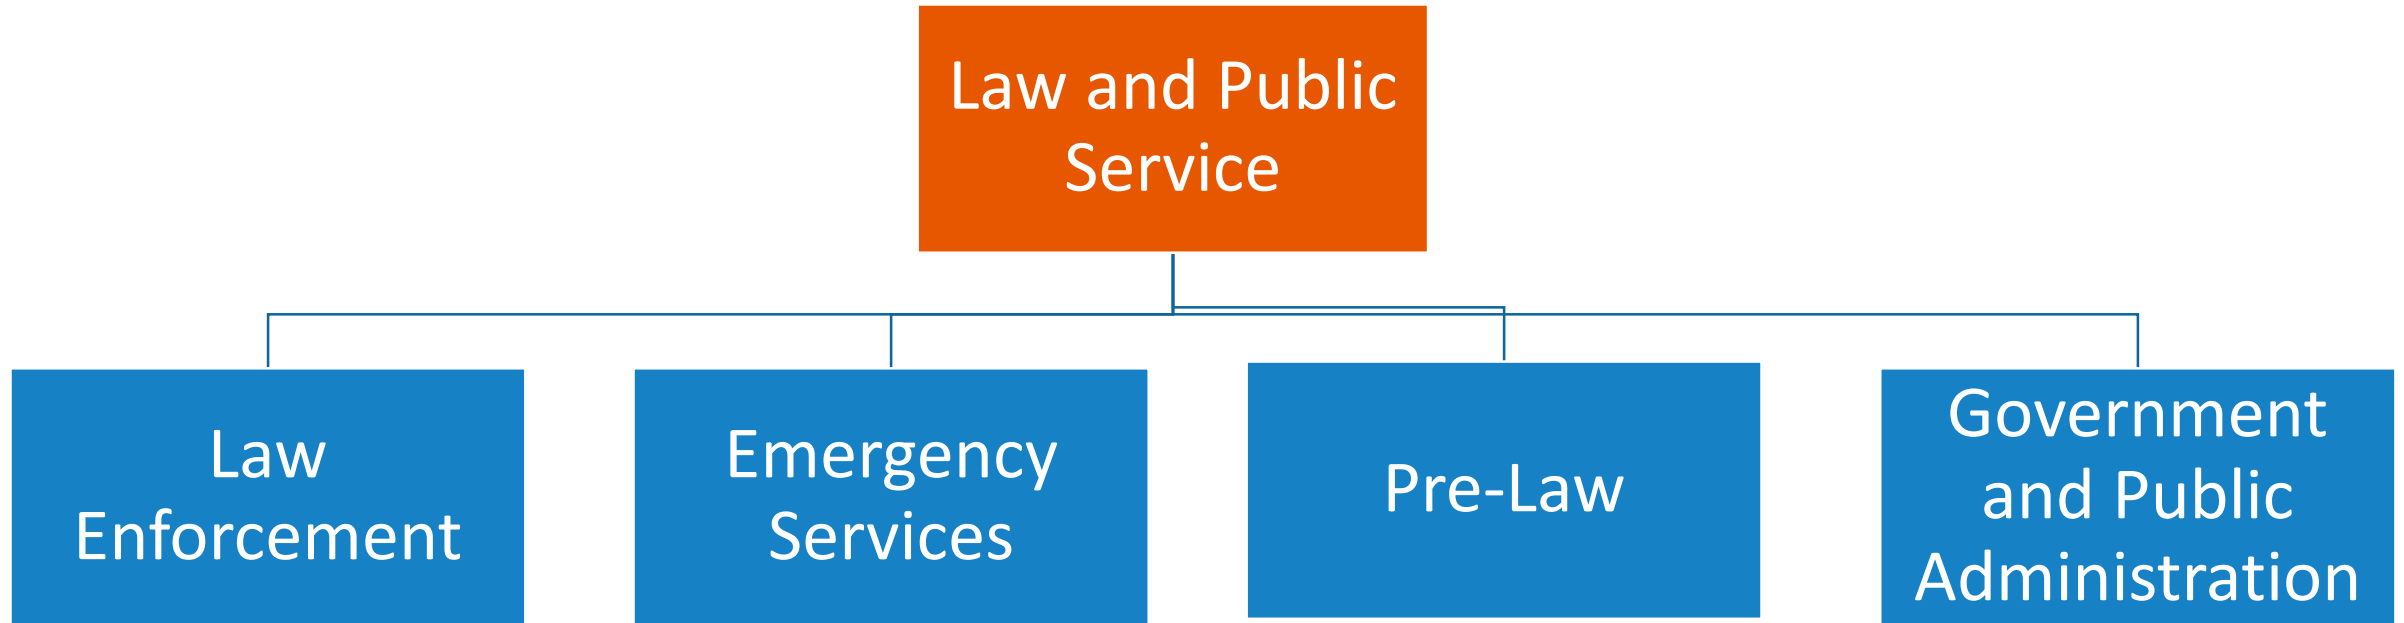 Law and Public
Service
Law
Enforcement
Emergency
Services
Pre-Law
Government
and Public
Administration